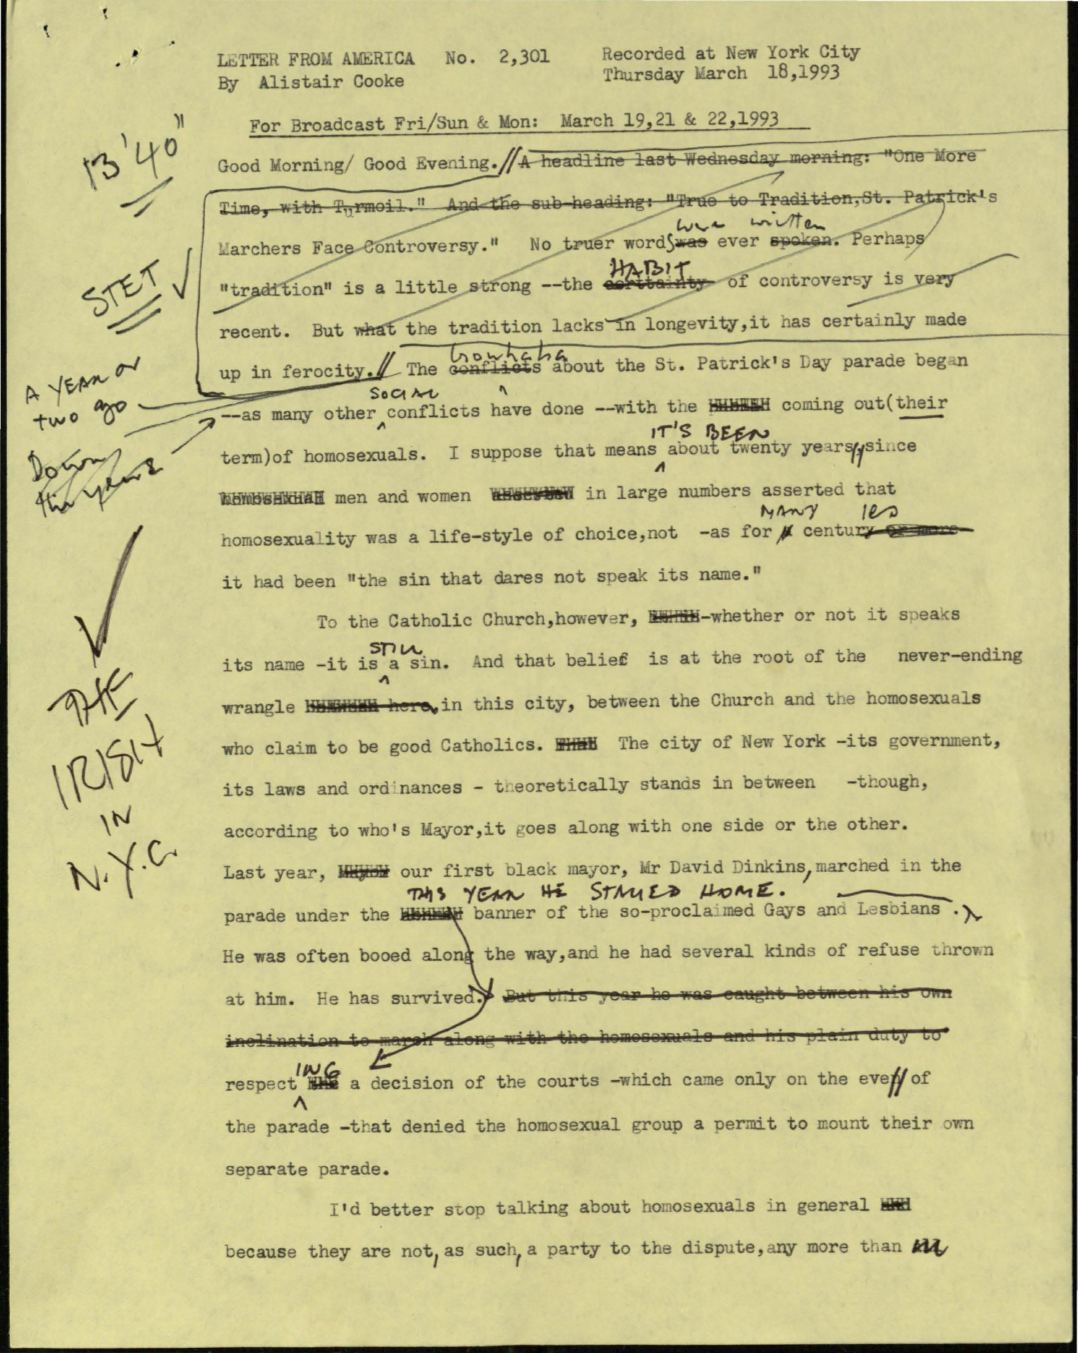 LETTER FROM AMERICA No. 2,301 Recorded at New York City
By Alistair Cooke Thursday March 18,1993
For Broadcast Fri/Sun & Mon: March 19,21 & 22,1993
13'40"
Good Morning/ Good Evening.//A headline last Wednesday morning: "One More
Time, with Turmoil." And the sub-heading: "True to Tradition,St. Patrick's
were written
Marchers Face Controversy." No truer words was ever spoken. Perhaps
STET
HABIT
"tradition" is a little strong --the certtainty of controversy is very
recent. But what the tradition lacks in longevity,it has certainly made
brouhaha
up in ferocity.// The conflicts about the St. Patrick's Day parade began
A YEAR or
two ago
SOCIAL
--as many other conflicts have done --with the coming out(their
IT'S BEEN
term)of homosexuals. I suppose that means about twenty years//since
Down
the years
men and women in large numbers asserted that
MANY IES
homosexuality was a life-style of choice,not -as for a century or more
it had been "the sin that dares not speak its name."
To the Catholic Church,however, -whether or not it speaks
STILL
its name -it is a sin. And that belief is at the root of the never-ending
wrangle here, in this city, between the Church and the homosexuals
THE
IRISH
IN
N.Y.C.
who claim to be good Catholics. The city of New York -its government,
its laws and ordinances - theoretically stands in between -though,
according to who's Mayor,it goes along with one side or the other.
Last year, our first black mayor, Mr David Dinkins,marched in the
THIS YEAR HE STAYED HOME.
parade under the banner of the so-proclaimed Gays and Lesbians .
He was often booed along the way,and he had several kinds of refuse thrown
at him. He has survived. But this year he was caught between his own
inclination to march along with the homosexuals and his plain duty to
ING
respect the a decision of the courts -which came only on the eve// of
the parade -that denied the homosexual group a permit to mount their own
separate parade.
I'd better stop talking about homosexuals in general
because they are not,as such,a party to the dispute,any more than